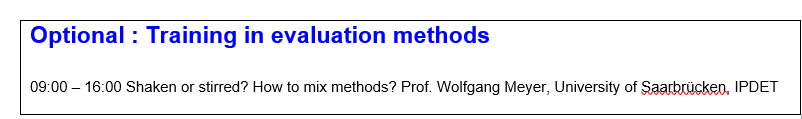 Optional : Training in evaluation methods
09:00 – 16:00 Shaken or stirred? How to mix methods? Prof. Wolfgang Meyer, University of Saarbrücken, IPDET